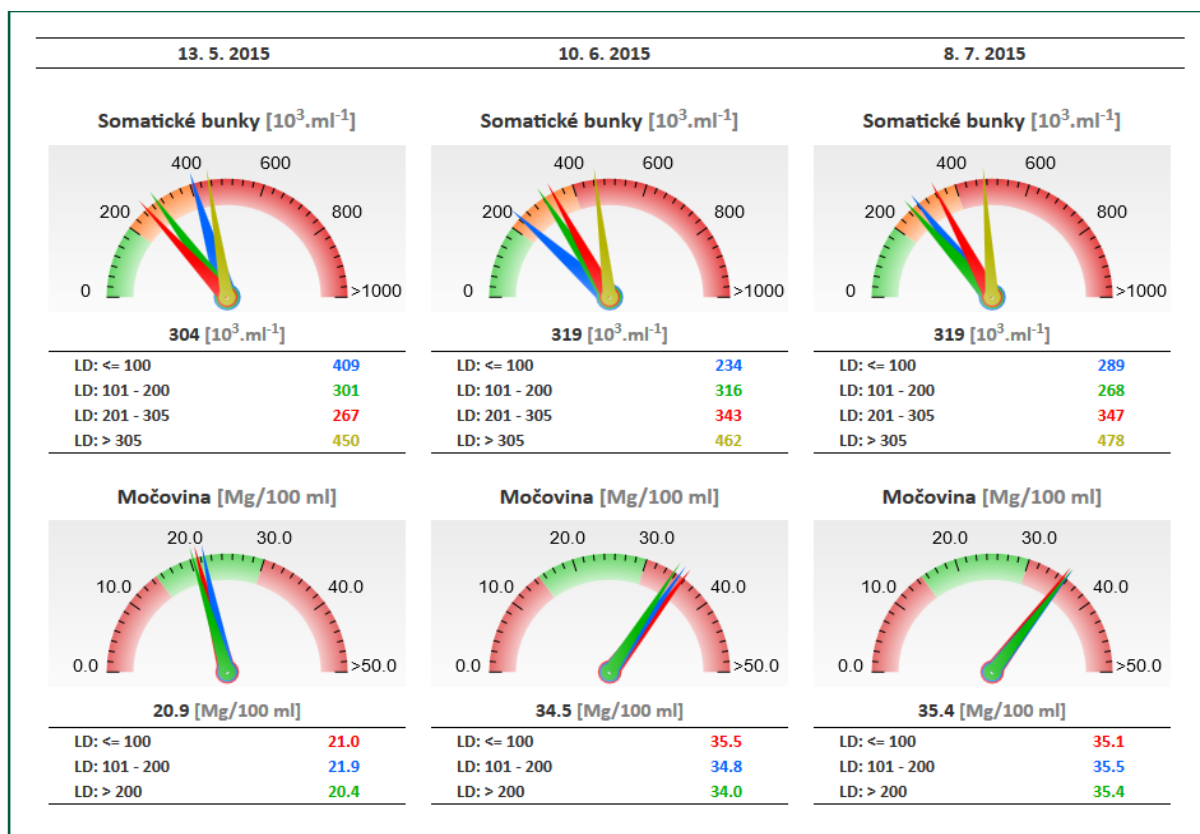 13. 5. 2015 10. 6. 2015 8. 7. 2015
Somatické bunky [10³.ml⁻¹] Somatické bunky [10³.ml⁻¹] Somatické bunky [10³.ml⁻¹]
400 600 400 600 400 600
200 800 200 800 200 800
0 >1000 0 >1000 0 >1000
304 [10³.ml⁻¹] 319 [10³.ml⁻¹] 319 [10³.ml⁻¹]
LD: <= 100 409 LD: <= 100 234 LD: <= 100 289
LD: 101 - 200 301 LD: 101 - 200 316 LD: 101 - 200 268
LD: 201 - 305 267 LD: 201 - 305 343 LD: 201 - 305 347
LD: > 305 450 LD: > 305 462 LD: > 305 478
Močovina [Mg/100 ml] Močovina [Mg/100 ml] Močovina [Mg/100 ml]
20.0 30.0 20.0 30.0 20.0 30.0
10.0 40.0 10.0 40.0 10.0 40.0
0.0 >50.0 0.0 >50.0 0.0 >50.0
20.9 [Mg/100 ml] 34.5 [Mg/100 ml] 35.4 [Mg/100 ml]
LD: <= 100 21.0 LD: <= 100 35.5 LD: <= 100 35.1
LD: 101 - 200 21.9 LD: 101 - 200 34.8 LD: 101 - 200 35.5
LD: > 200 20.4 LD: > 200 34.0 LD: > 200 35.4